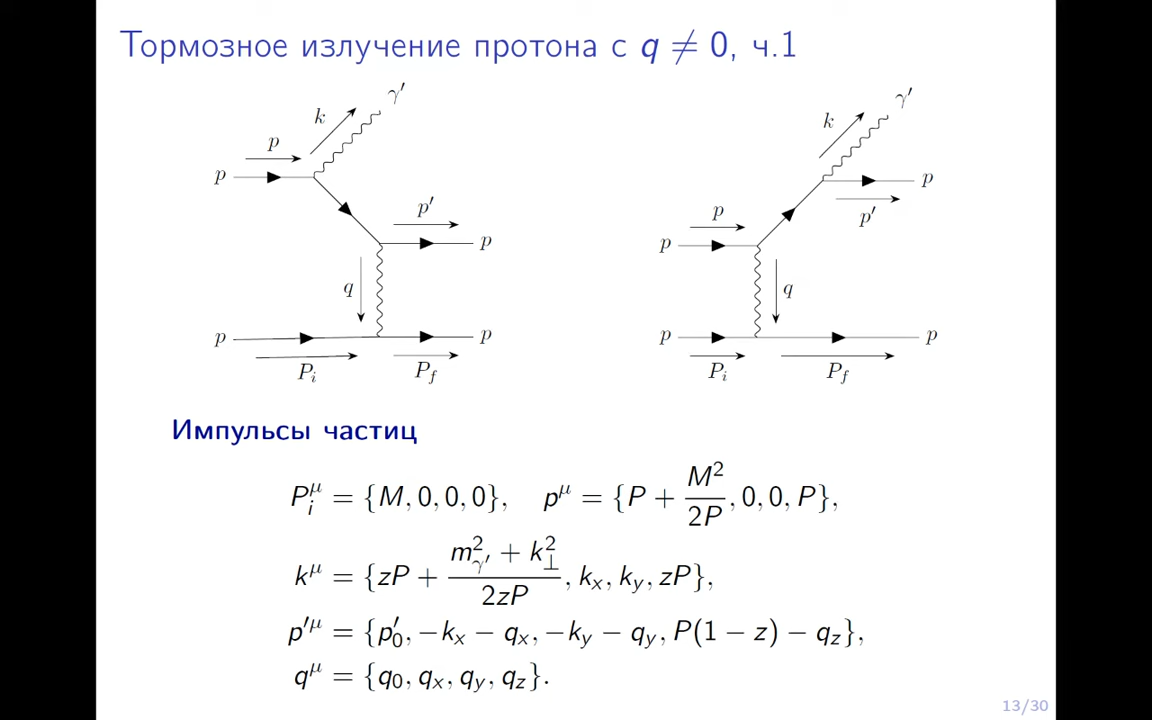 Тормозное излучение протона с q ≠ 0, ч.1
γ′
k
p
p
p′
p
q
p
p
P_i
P_f
γ′
k
p
p′
p
p
q
p
p
P_i
P_f
Импульсы частиц
P_i^μ = {M, 0, 0, 0}, p^μ = {P + M²/2P, 0, 0, P},
k^μ = {zP + (m²_γ′ + k²_⊥)/2zP, k_x, k_y, zP},
p′^μ = {p′_0, −k_x − q_x, −k_y − q_y, P(1 − z) − q_z},
q^μ = {q_0, q_x, q_y, q_z}.
13/30